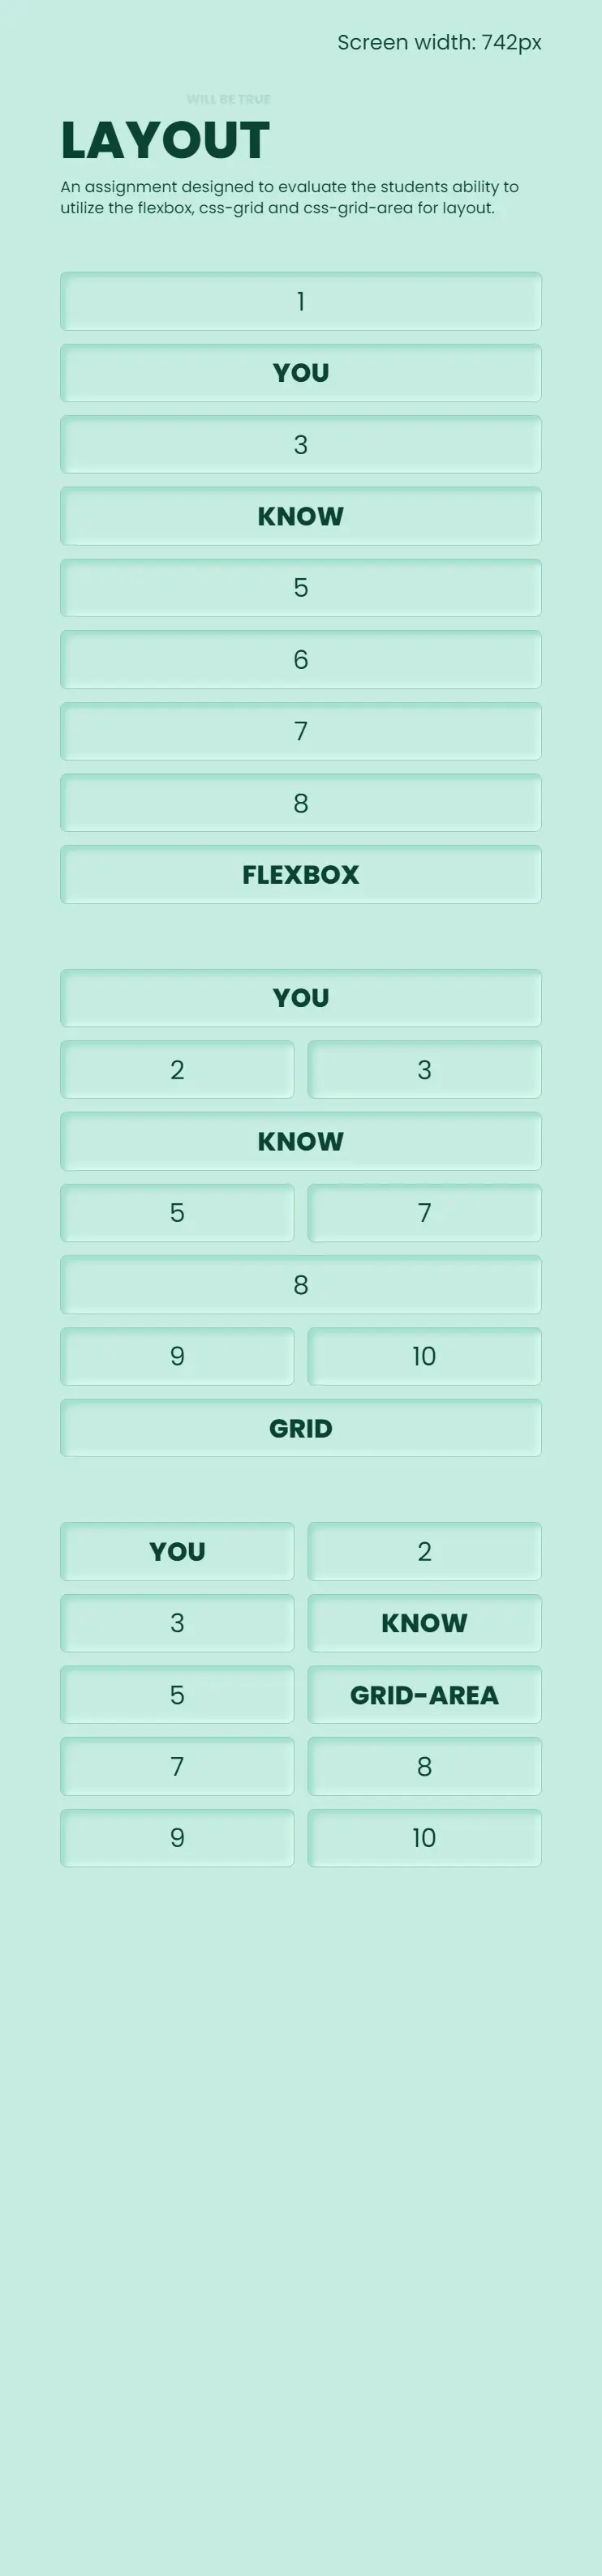 Screen width: 742px
WILL BE TRUE
LAYOUT
An assignment designed to evaluate the students ability to
utilize the flexbox, css-grid and css-grid-area for layout.
1
YOU
3
KNOW
5
6
7
8
FLEXBOX
YOU
2 3
KNOW
5 7
8
9 10
GRID
YOU 2
3 KNOW
5 GRID-AREA
7 8
9 10